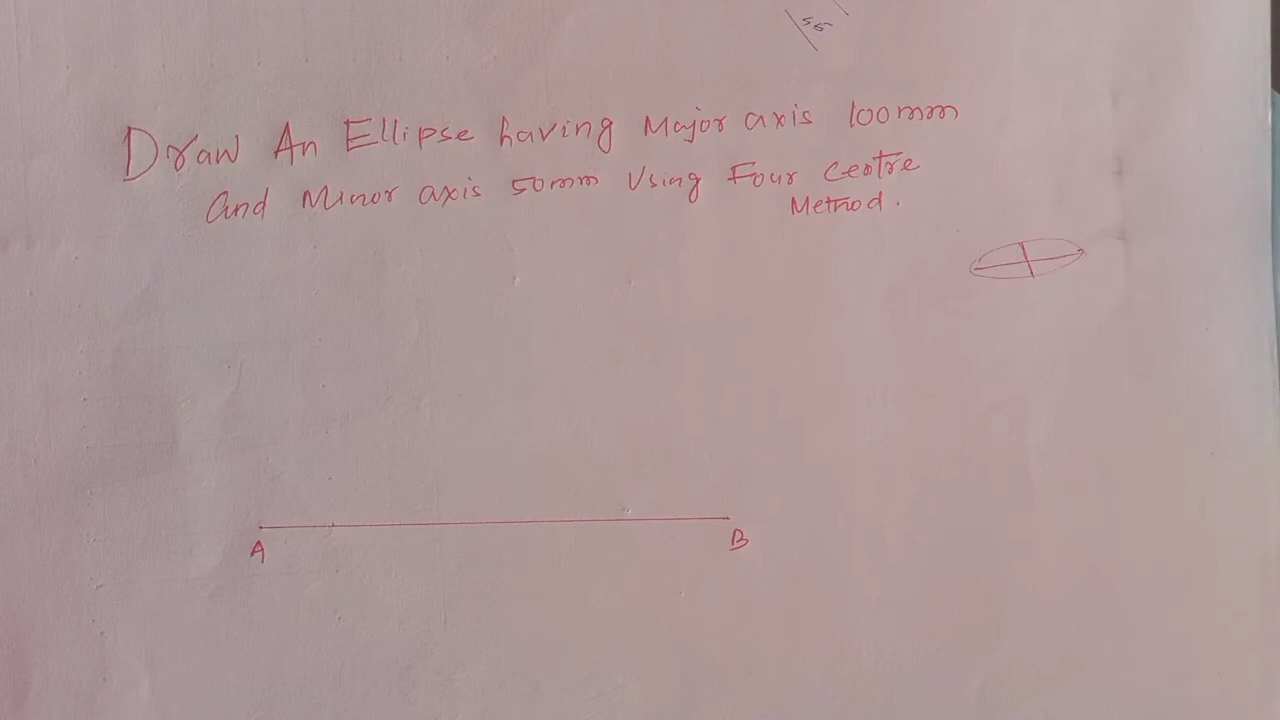 Draw An Ellipse having Major axis 100mm
and Minor axis 50mm Using Four Centre
Method.
A
B